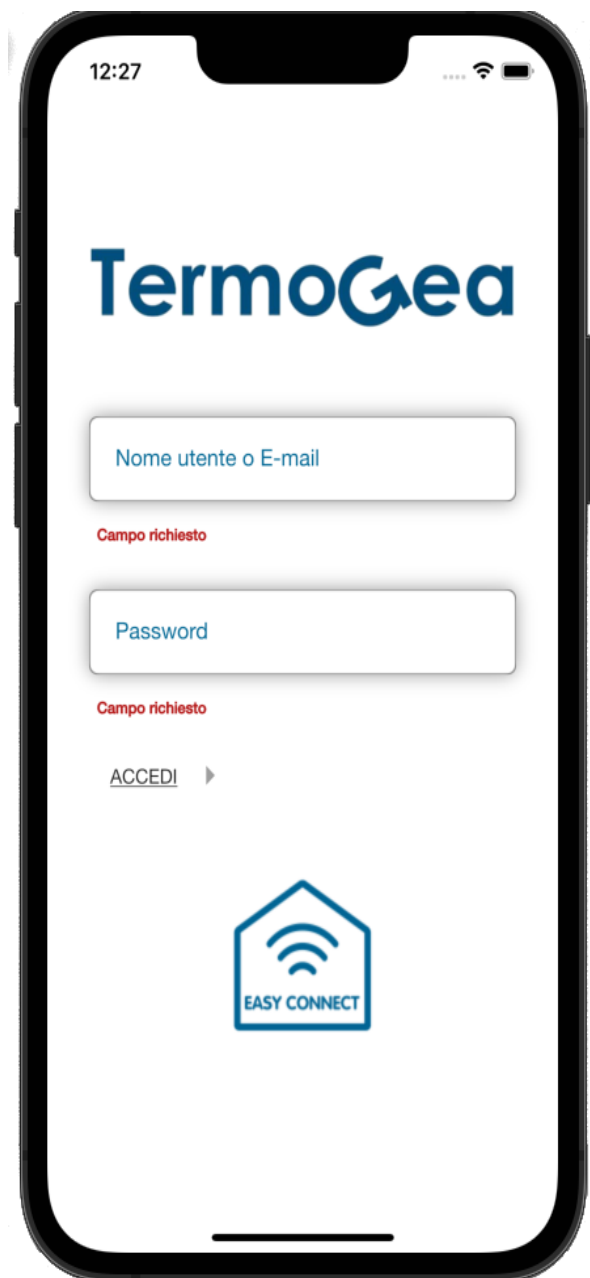 12:27
TermoGea
Nome utente o E-mail
Campo richiesto
Password
Campo richiesto
ACCEDI
EASY CONNECT